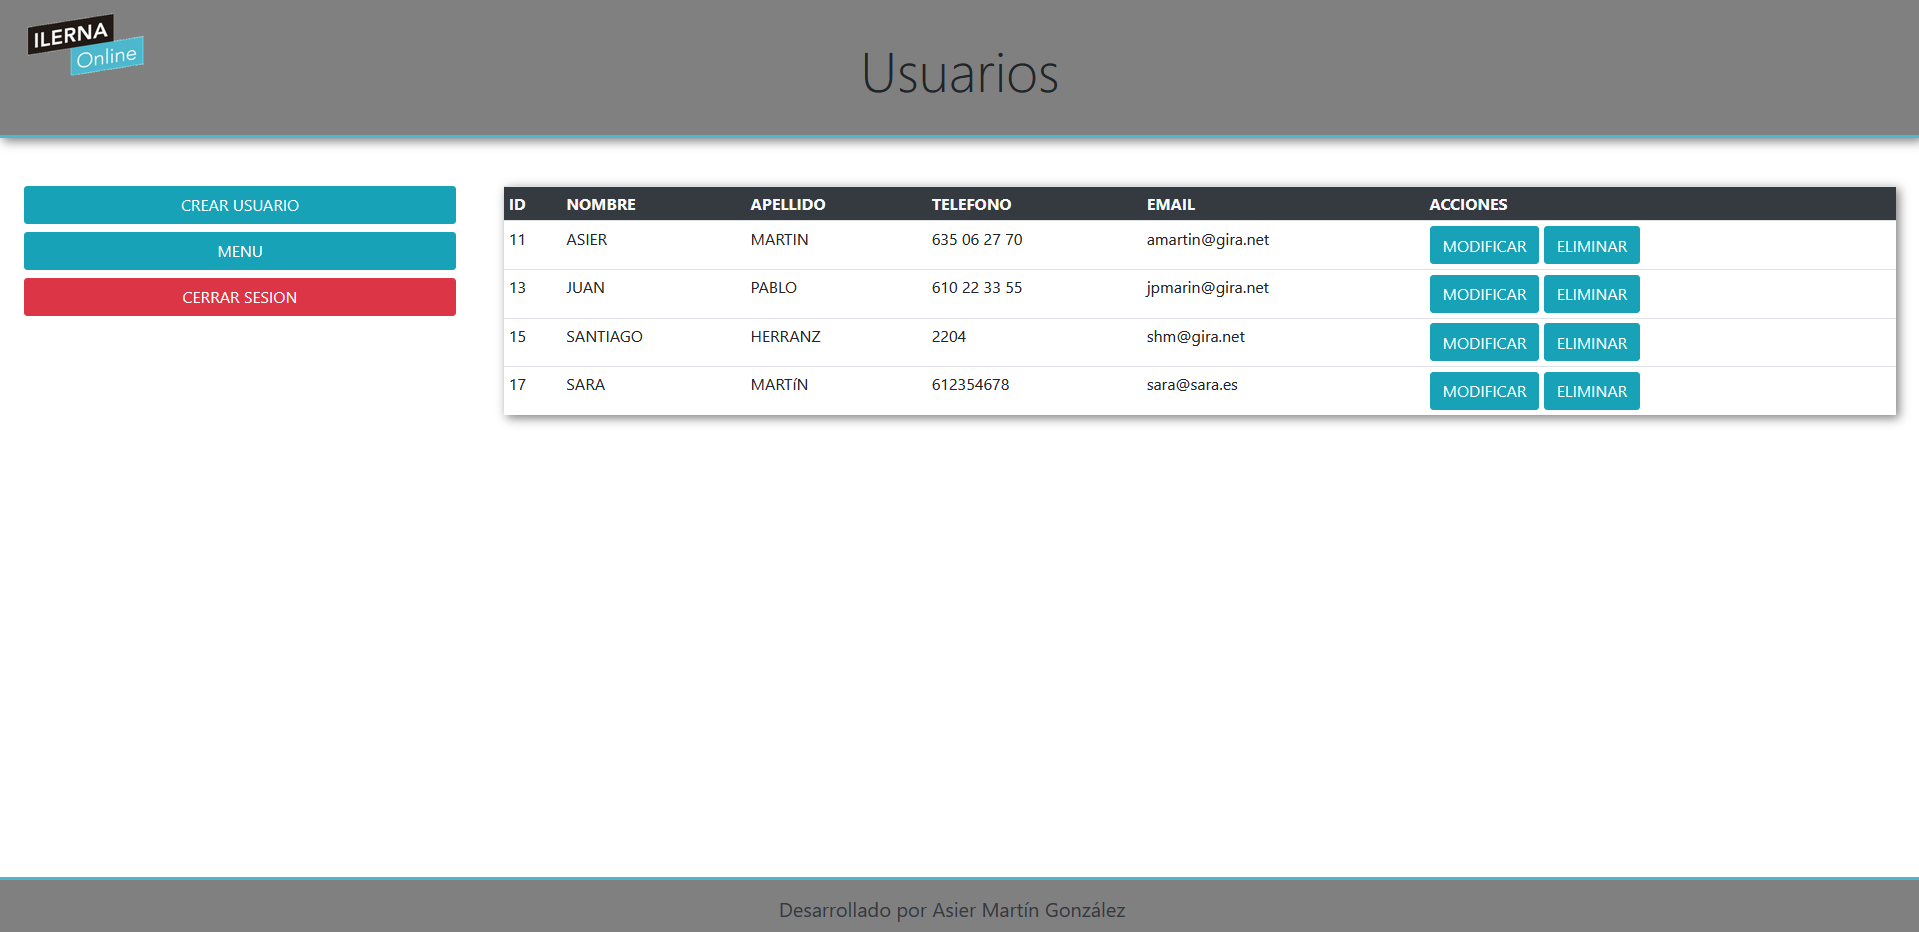 ILERNA
Online
Usuarios
CREAR USUARIO
MENU
CERRAR SESION
ID NOMBRE APELLIDO TELEFONO EMAIL ACCIONES
11 ASIER MARTIN 635 06 27 70 amartin@gira.net MODIFICAR ELIMINAR
13 JUAN PABLO 610 22 33 55 jpmarin@gira.net MODIFICAR ELIMINAR
15 SANTIAGO HERRANZ 2204 shm@gira.net MODIFICAR ELIMINAR
17 SARA MARTíN 612354678 sara@sara.es MODIFICAR ELIMINAR
Desarrollado por Asier Martín González